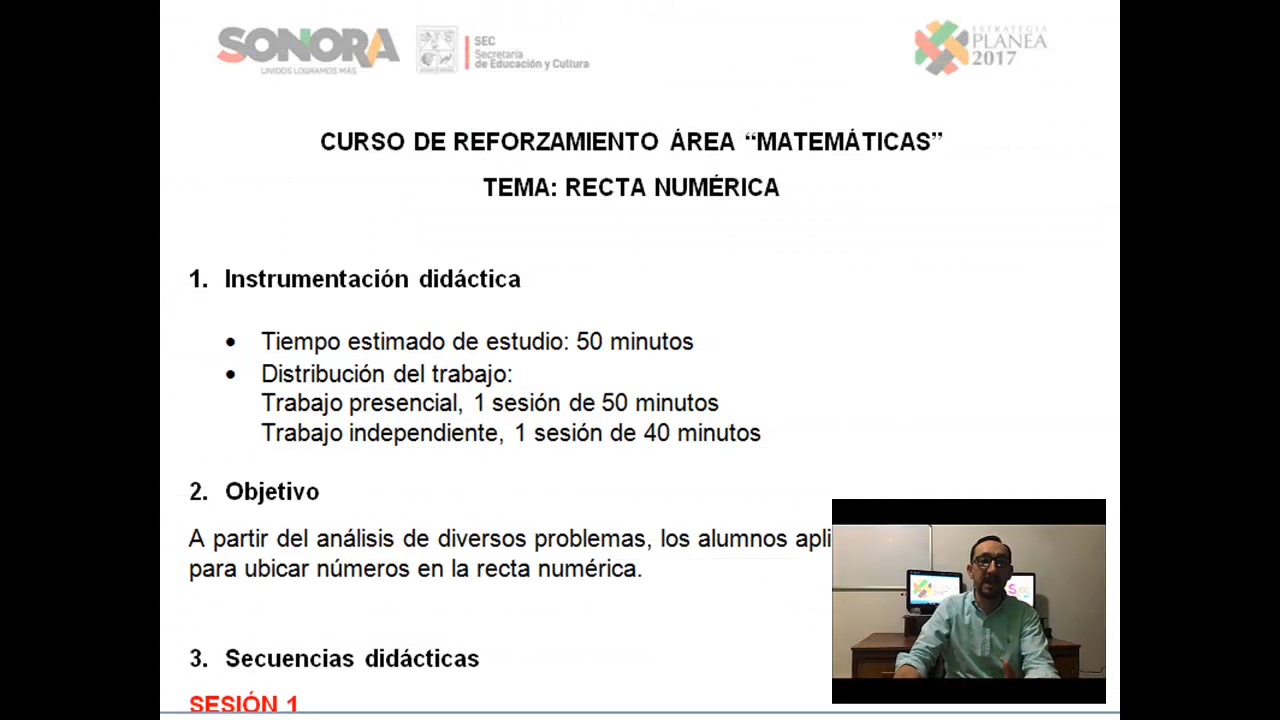 SONORA
UNIDOS LOGRAMOS MÁS
SEC
Secretaría
de Educación y Cultura
ESTRATEGIA
PLANEA
2017
CURSO DE REFORZAMIENTO ÁREA “MATEMÁTICAS”
TEMA: RECTA NUMÉRICA
1. Instrumentación didáctica
• Tiempo estimado de estudio: 50 minutos
• Distribución del trabajo:
Trabajo presencial, 1 sesión de 50 minutos
Trabajo independiente, 1 sesión de 40 minutos
2. Objetivo
A partir del análisis de diversos problemas, los alumnos apli
para ubicar números en la recta numérica.
3. Secuencias didácticas
SESIÓN 1